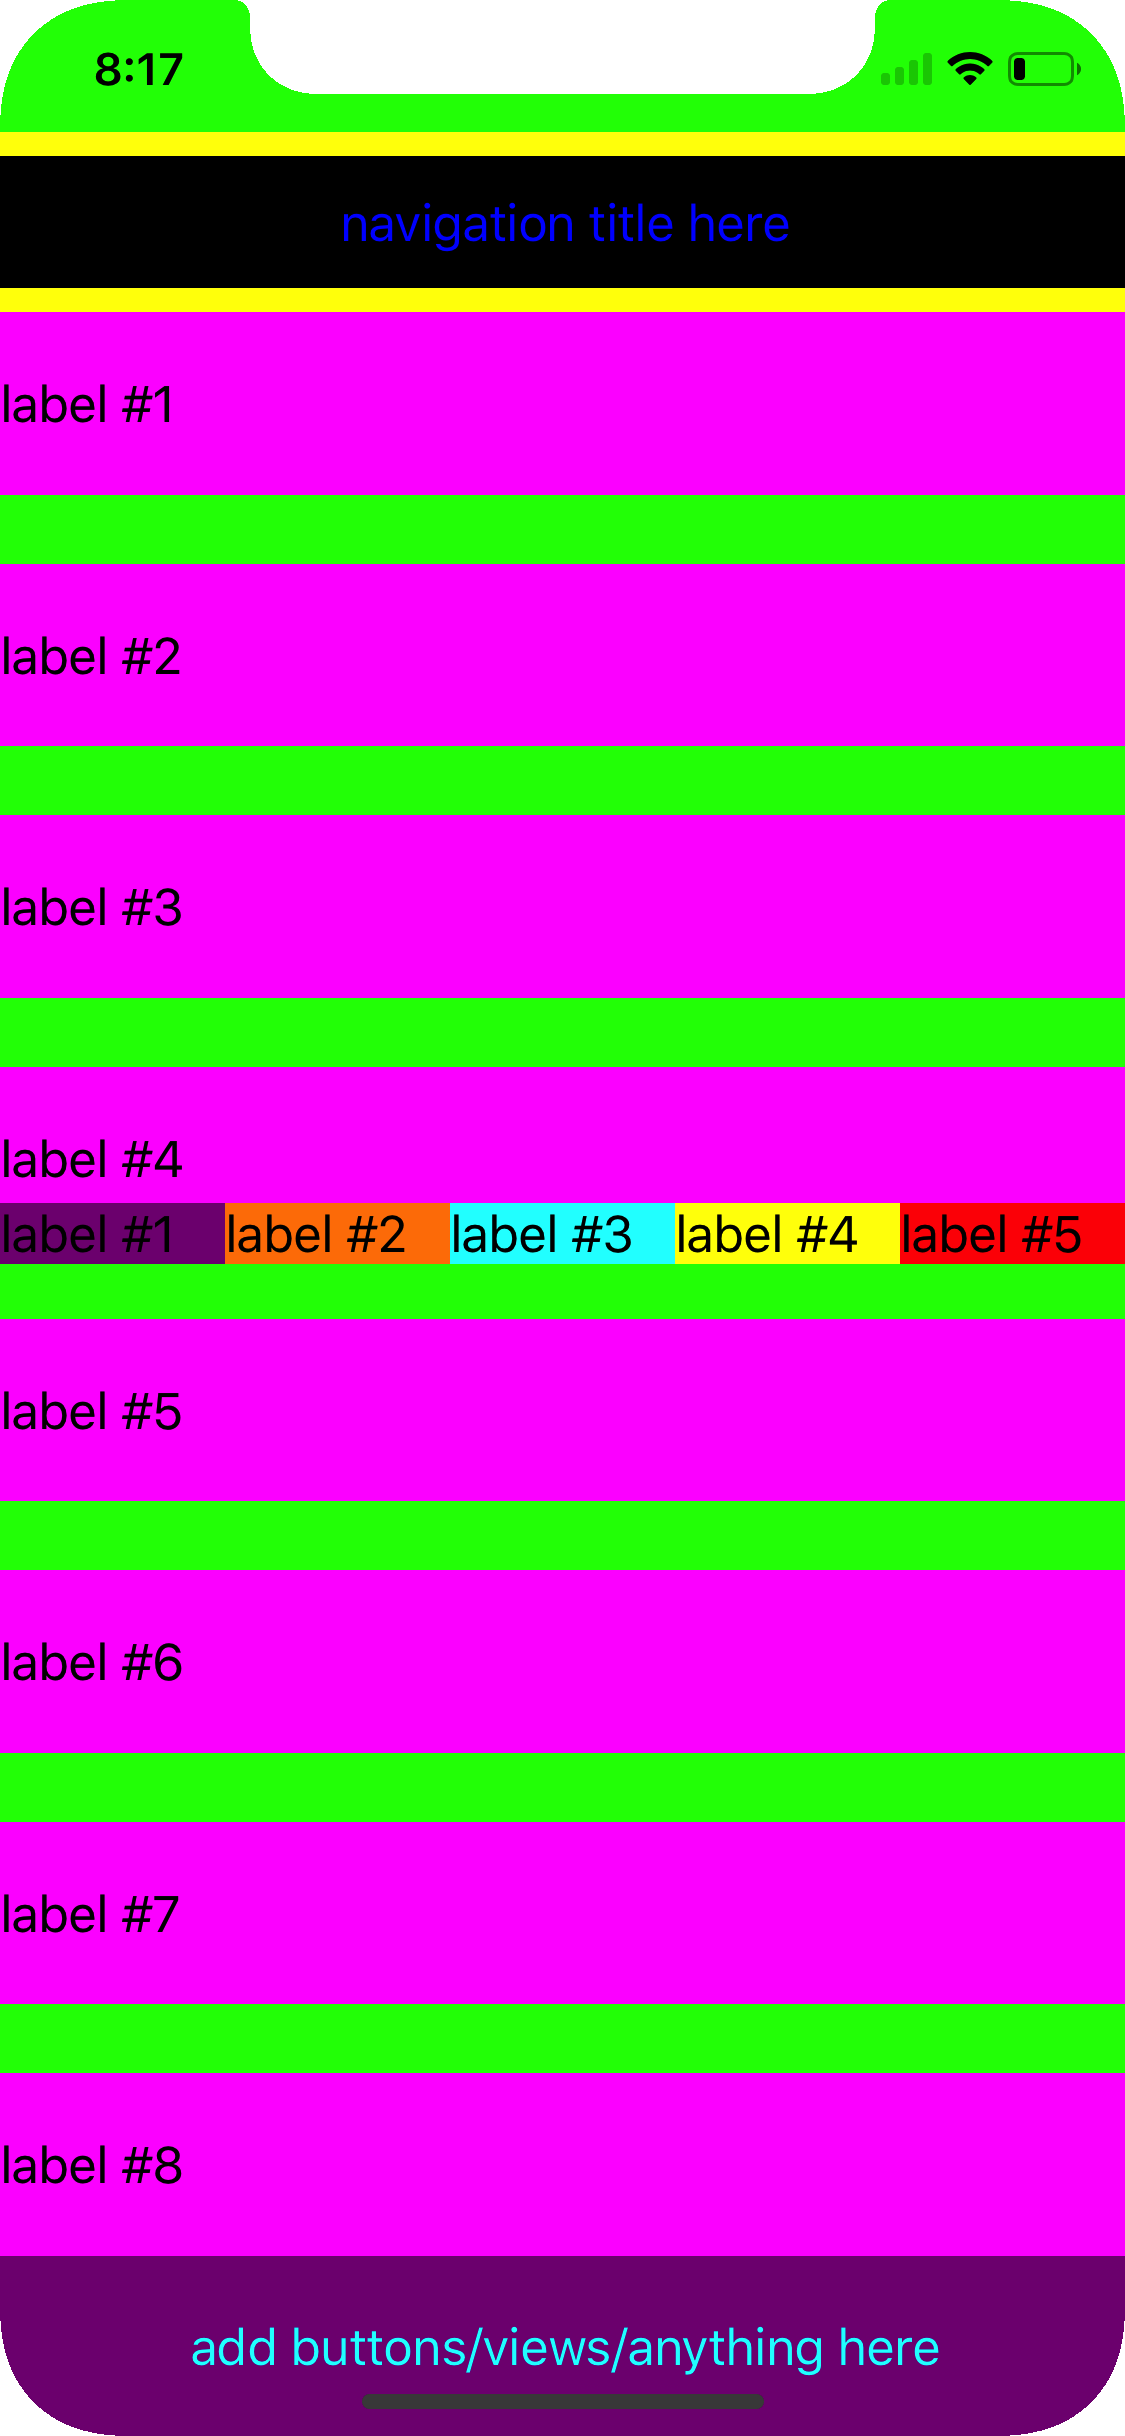 8:17
navigation title here
label #1
label #2
label #3
label #4
label #1 label #2 label #3 label #4 label #5
label #5
label #6
label #7
label #8
add buttons/views/anything here